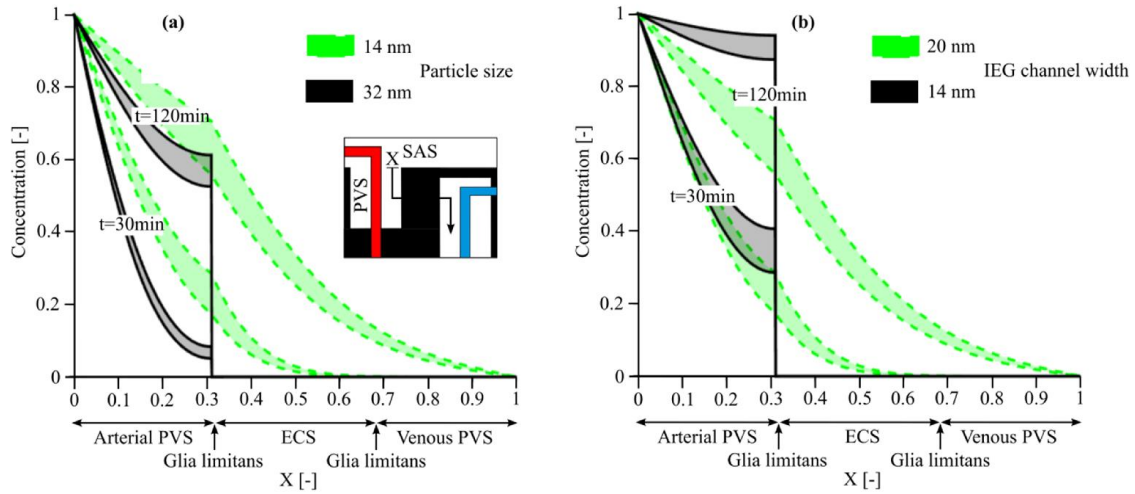 (a)
14 nm
32 nm
Particle size
t=120min
t=30min
X
SAS
PVS
Concentration [-]
1
0.8
0.6
0.4
0.2
0
0 0.1 0.2 0.3 0.4 0.5 0.6 0.7 0.8 0.9 1
Arterial PVS ECS Venous PVS
Glia limitans Glia limitans
X [-]
(b)
20 nm
14 nm
IEG channel width
t=120min
t=30min
Concentration [-]
1
0.8
0.6
0.4
0.2
0
0 0.1 0.2 0.3 0.4 0.5 0.6 0.7 0.8 0.9 1
Arterial PVS ECS Venous PVS
Glia limitans Glia limitans
X [-]